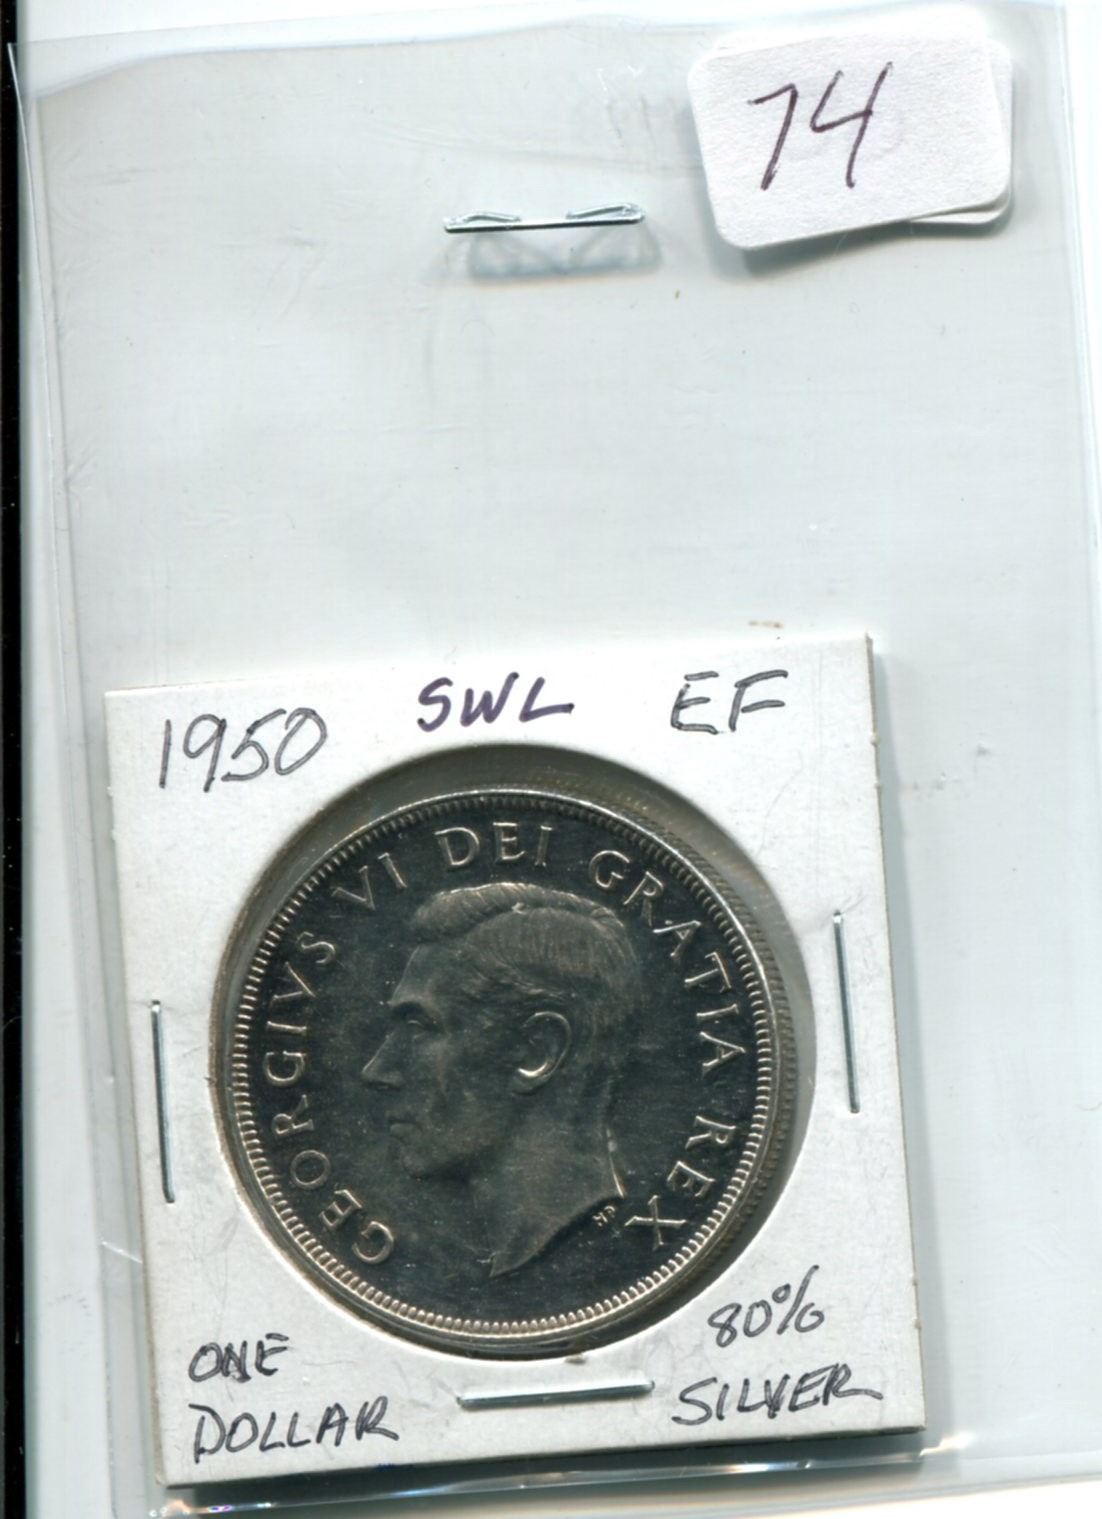 74
1950 SWL EF
GEORGIVS VI DEI GRATIA REX
HP
ONE
DOLLAR
80%
SILVER